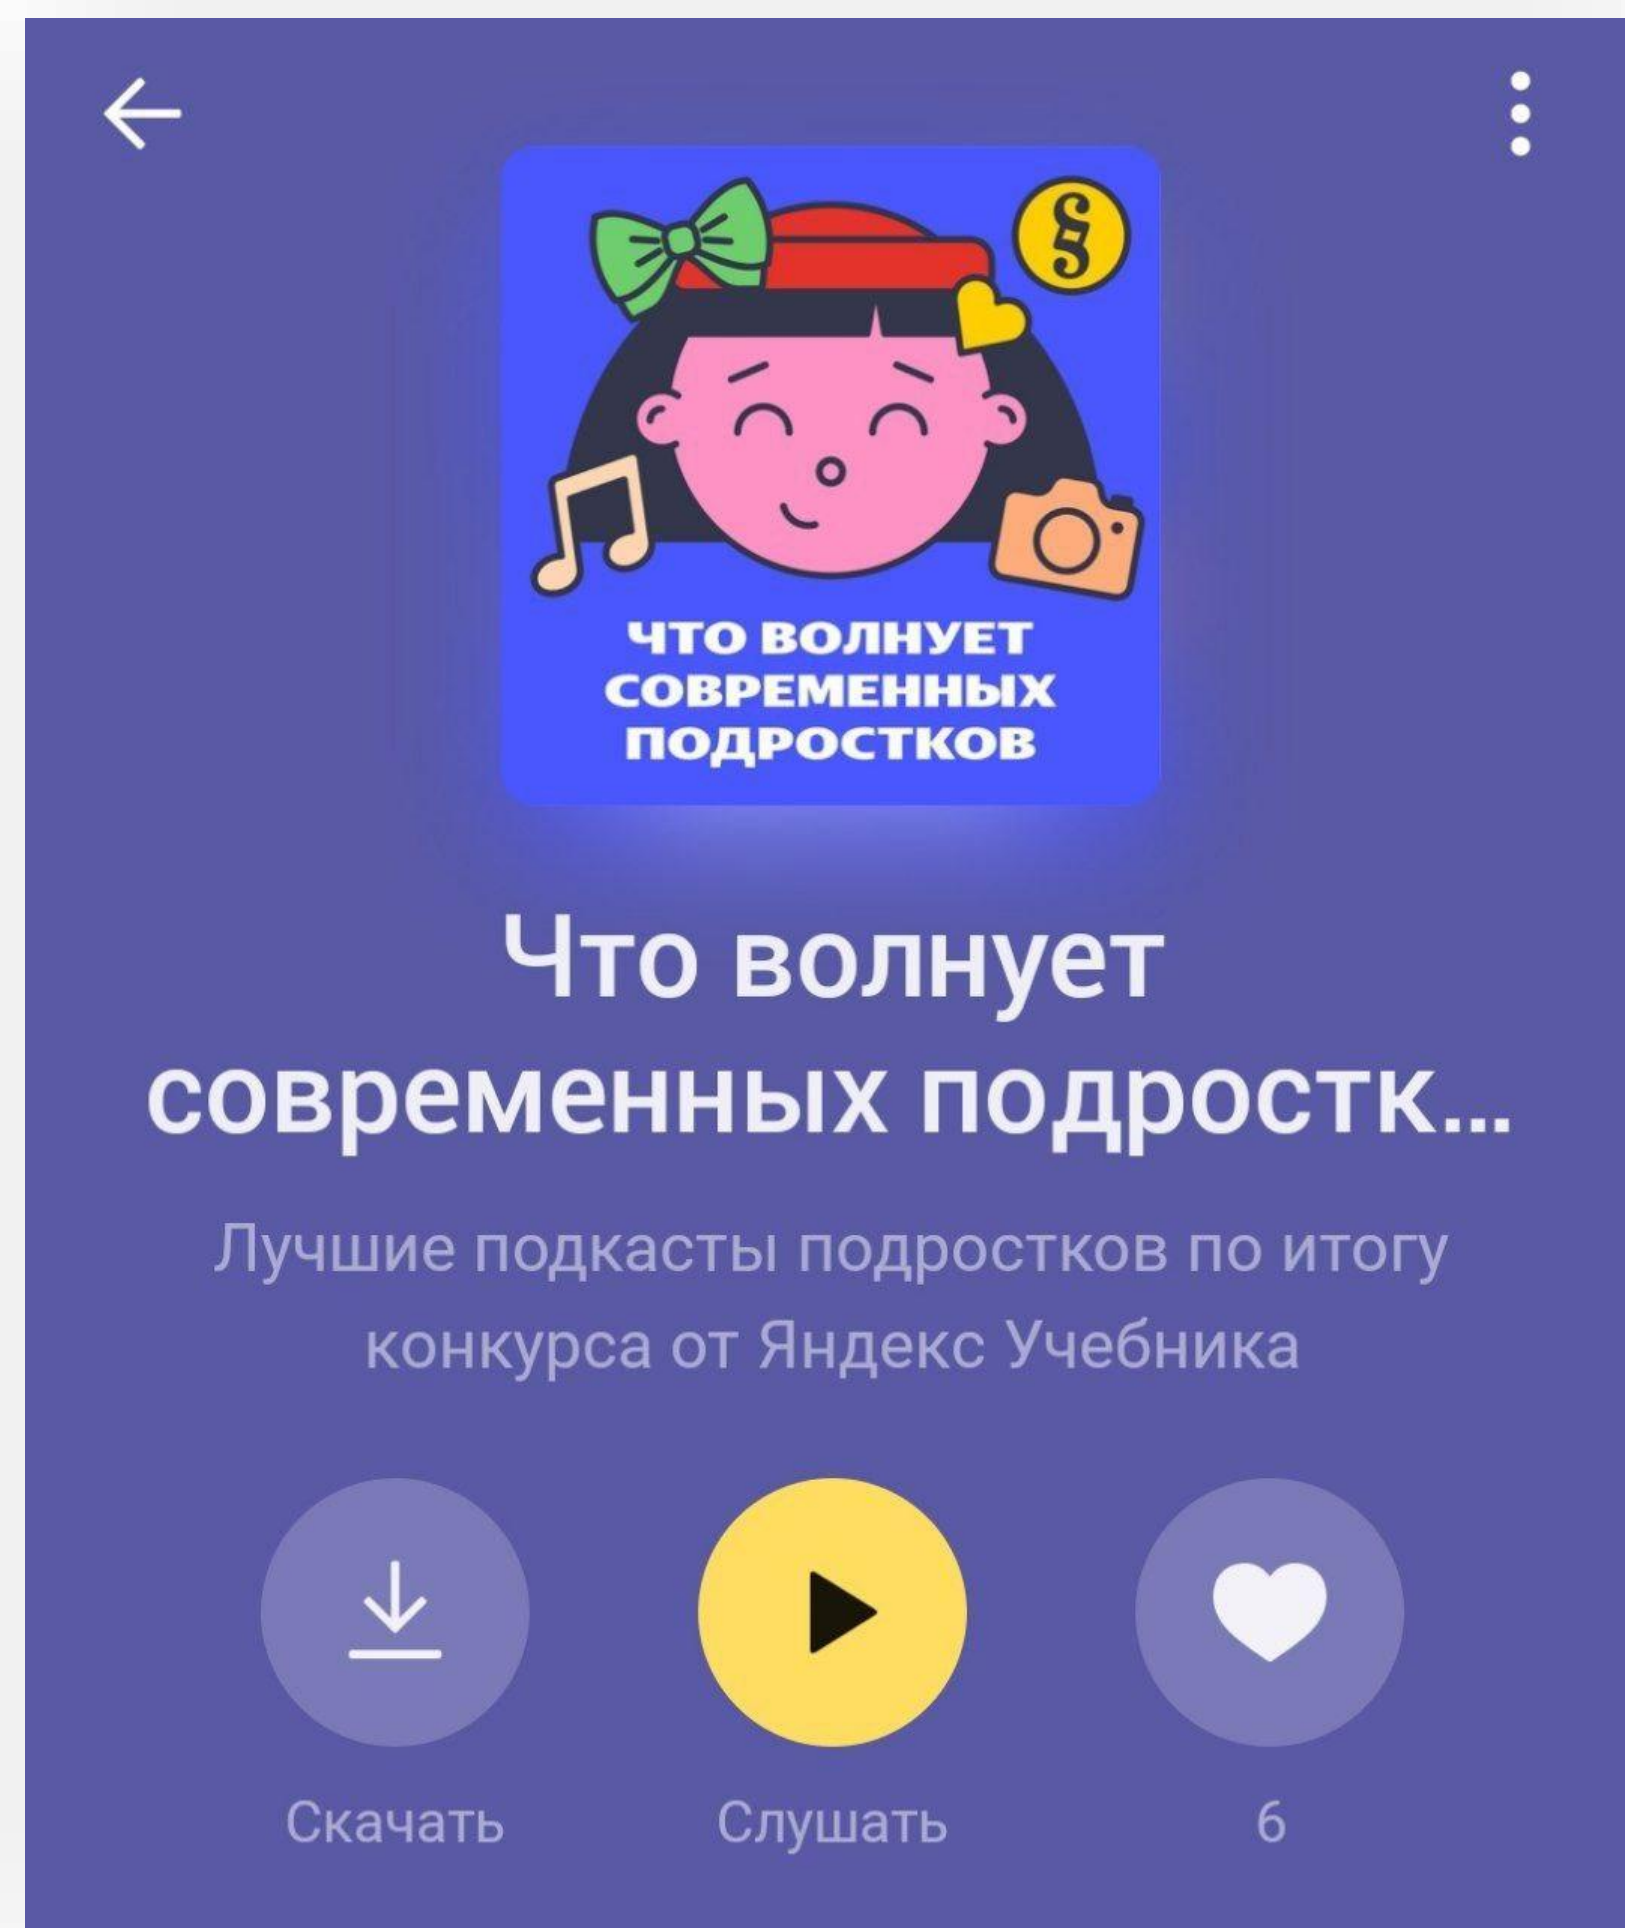 §
ЧТО ВОЛНУЕТ
СОВРЕМЕННЫХ
ПОДРОСТКОВ
Что волнует
современных подростк...
Лучшие подкасты подростков по итогу
конкурса от Яндекс Учебника
Скачать
Слушать
6